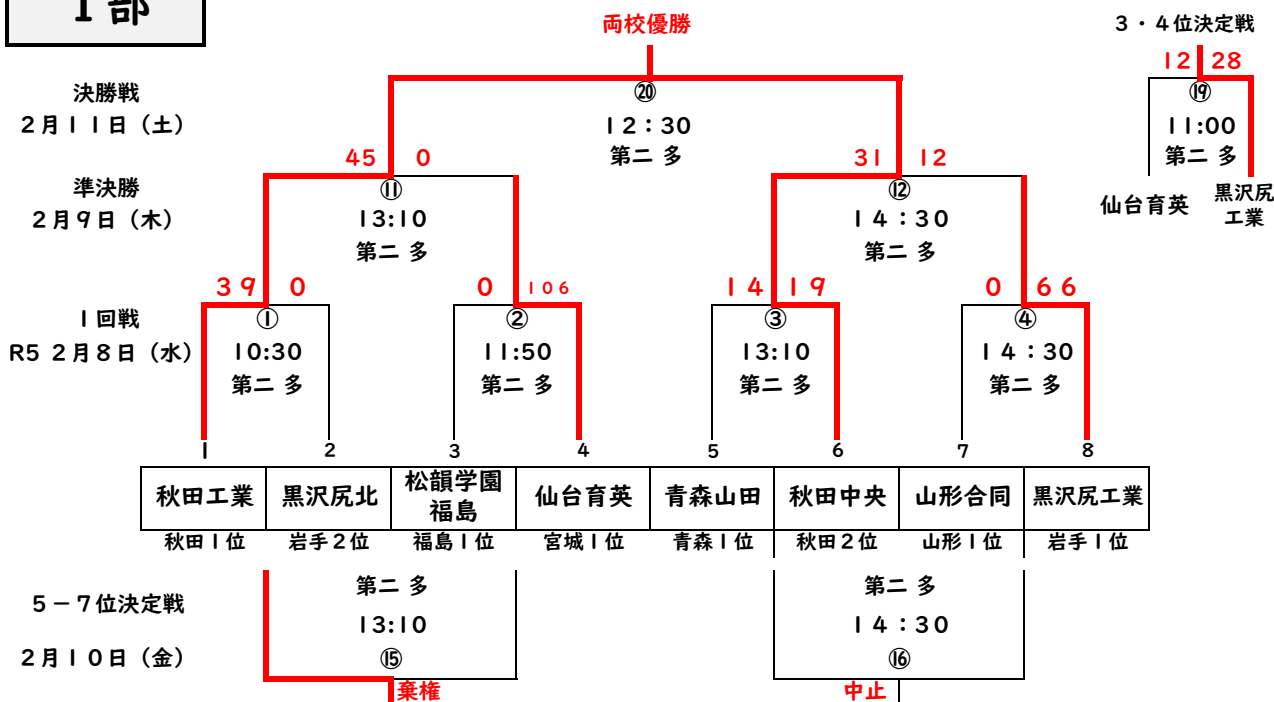 1部
両校優勝
3・4位決定戦
12 28
決勝戦
2月11日（土）
⑳
12：30
第二 多
⑲
11:00
第二 多
仙台育英
黒沢尻
工業
45 0
31 12
準決勝
2月9日（木）
⑪
13:10
第二 多
⑫
14：30
第二 多
39 0
0 106
14 19
0 66
1回戦
R5 2月8日（水）
①
10:30
第二 多
②
11:50
第二 多
③
13:10
第二 多
④
14：30
第二 多
1 2 3 4 5 6 7 8
秋田工業 黒沢尻北 松韻学園 仙台育英 青森山田 秋田中央 山形合同 黒沢尻工業
福島
秋田1位 岩手2位 福島1位 宮城1位 青森1位 秋田2位 山形1位 岩手1位
5－7位決定戦
2月10日（金）
第二 多
13:10
⑮
棄権
第二 多
14：30
⑯
中止